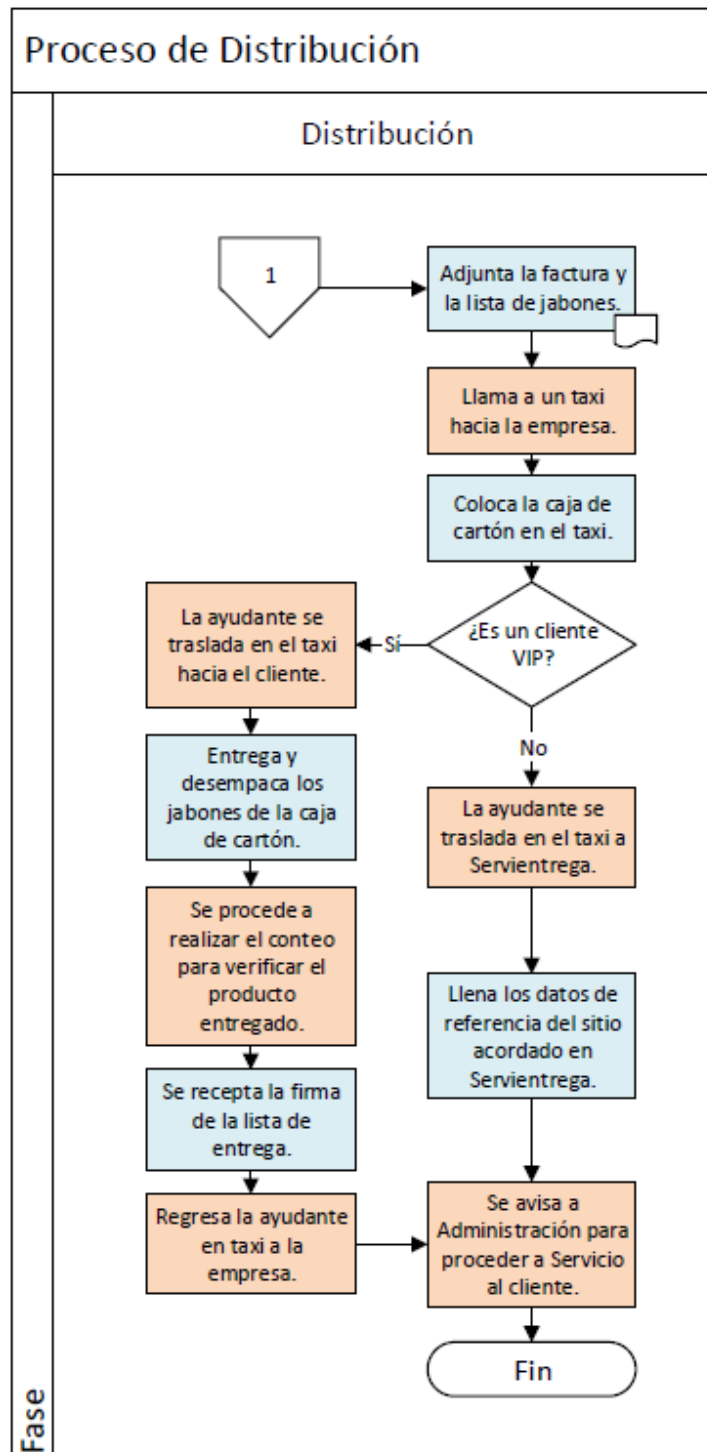 Proceso de Distribución
Distribución
1
Adjunta la factura y
la lista de jabones.
Llama a un taxi
hacia la empresa.
Coloca la caja de
cartón en el taxi.
¿Es un cliente
VIP?
Sí
No
La ayudante se
traslada en el taxi
hacia el cliente.
Entrega y
desempaca los
jabones de la caja
de cartón.
Se procede a
realizar el conteo
para verificar el
producto
entregado.
Se recepta la firma
de la lista de
entrega.
Regresa la ayudante
en taxi a la
empresa.
La ayudante se
traslada en el taxi a
Servientrega.
Llena los datos de
referencia del sitio
acordado en
Servientrega.
Se avisa a
Administración para
proceder a Servicio
al cliente.
Fin
Fase